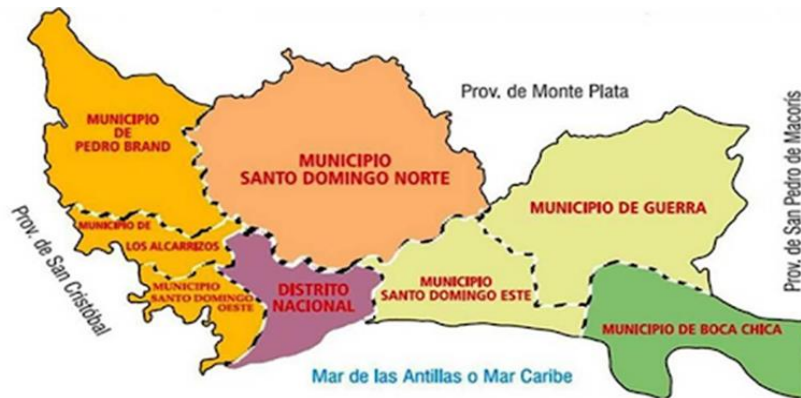 Prov. de Monte Plata
MUNICIPIO
DE
PEDRO BRAND
MUNICIPIO
SANTO DOMINGO NORTE
Prov. de San Pedro de Macorís
MUNICIPIO DE GUERRA
MUNICIPIO DE
LOS ALCARRIZOS
Prov. de San Cristóbal
MUNICIPIO
SANTO DOMINGO
OESTE
DISTRITO
NACIONAL
MUNICIPIO
SANTO DOMINGO ESTE
MUNICIPIO DE BOCA CHICA
Mar de las Antillas o Mar Caribe